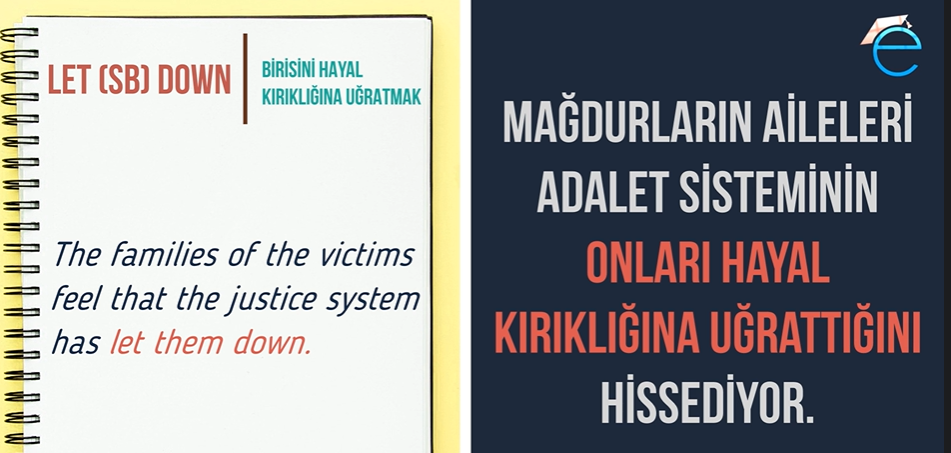 LET (SB) DOWN
BİRİSİNİ HAYAL
KIRIKLIĞINA UĞRATMAK
The families of the victims
feel that the justice system
has let them down.
e
MAĞDURLARIN AİLELERİ
ADALET SİSTEMİNİN
ONLARI HAYAL
KIRIKLIĞINA UĞRATTIĞINI
HİSSEDİYOR.